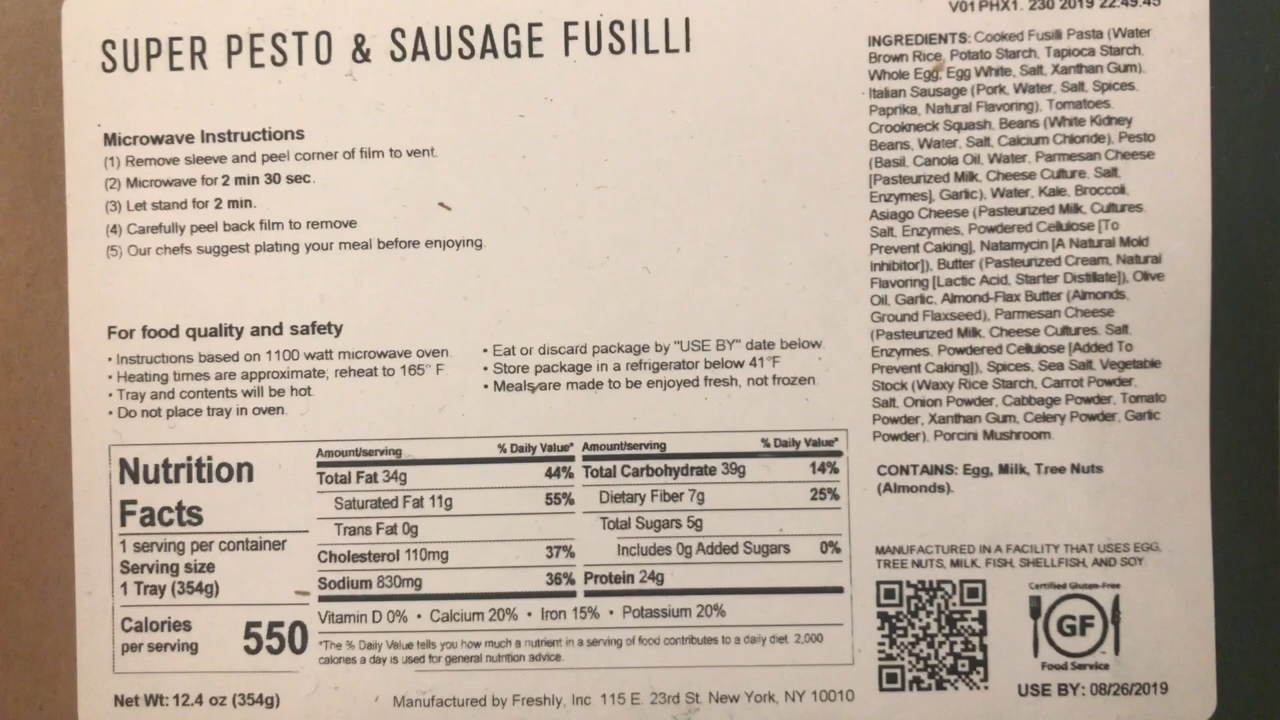 V01 PHX1. 230 2019 22:49:45
SUPER PESTO & SAUSAGE FUSILLI
Microwave Instructions
(1) Remove sleeve and peel corner of film to vent.
(2) Microwave for 2 min 30 sec.
(3) Let stand for 2 min.
(4) Carefully peel back film to remove
(5) Our chefs suggest plating your meal before enjoying.
For food quality and safety
• Instructions based on 1100 watt microwave oven.
• Heating times are approximate; reheat to 165° F
• Tray and contents will be hot.
• Do not place tray in oven.
• Eat or discard package by "USE BY" date below.
• Store package in a refrigerator below 41°F
• Meals are made to be enjoyed fresh, not frozen.
Nutrition
Facts
1 serving per container
Serving size
1 Tray (354g)
Calories
per serving 550
Amount/serving % Daily Value*
Total Fat 34g 44%
Saturated Fat 11g 55%
Trans Fat 0g
Cholesterol 110mg 37%
Sodium 830mg 36%
Amount/serving % Daily Value*
Total Carbohydrate 39g 14%
Dietary Fiber 7g 25%
Total Sugars 5g
Includes 0g Added Sugars 0%
Protein 24g
Vitamin D 0% • Calcium 20% • Iron 15% • Potassium 20%
*The % Daily Value tells you how much a nutrient in a serving of food contributes to a daily diet. 2,000
calories a day is used for general nutrition advice.
Net Wt: 12.4 oz (354g)
Manufactured by Freshly, Inc 115 E. 23rd St. New York, NY 10010
INGREDIENTS: Cooked Fusilli Pasta (Water
Brown Rice, Potato Starch, Tapioca Starch,
Whole Egg, Egg White, Salt, Xanthan Gum),
Italian Sausage (Pork, Water, Salt, Spices,
Paprika, Natural Flavoring), Tomatoes,
Crookneck Squash, Beans (White Kidney
Beans, Water, Salt, Calcium Chloride), Pesto
(Basil, Canola Oil, Water, Parmesan Cheese
[Pasteurized Milk, Cheese Culture, Salt,
Enzymes], Garlic), Water, Kale, Broccoli,
Asiago Cheese (Pasteurized Milk, Cultures,
Salt, Enzymes, Powdered Cellulose [To
Prevent Caking], Natamycin [A Natural Mold
Inhibitor]), Butter (Pasteurized Cream, Natural
Flavoring [Lactic Acid, Starter Distillate]), Olive
Oil, Garlic, Almond-Flax Butter (Almonds,
Ground Flaxseed), Parmesan Cheese
(Pasteurized Milk, Cheese Cultures, Salt,
Enzymes, Powdered Cellulose [Added To
Prevent Caking]), Spices, Sea Salt, Vegetable
Stock (Waxy Rice Starch, Carrot Powder,
Salt, Onion Powder, Cabbage Powder, Tomato
Powder, Xanthan Gum, Celery Powder, Garlic
Powder), Porcini Mushroom.
CONTAINS: Egg, Milk, Tree Nuts
(Almonds).
MANUFACTURED IN A FACILITY THAT USES EGG,
TREE NUTS, MILK, FISH, SHELLFISH, AND SOY
Certified Gluten-Free
GF
Food Service
USE BY: 08/26/2019